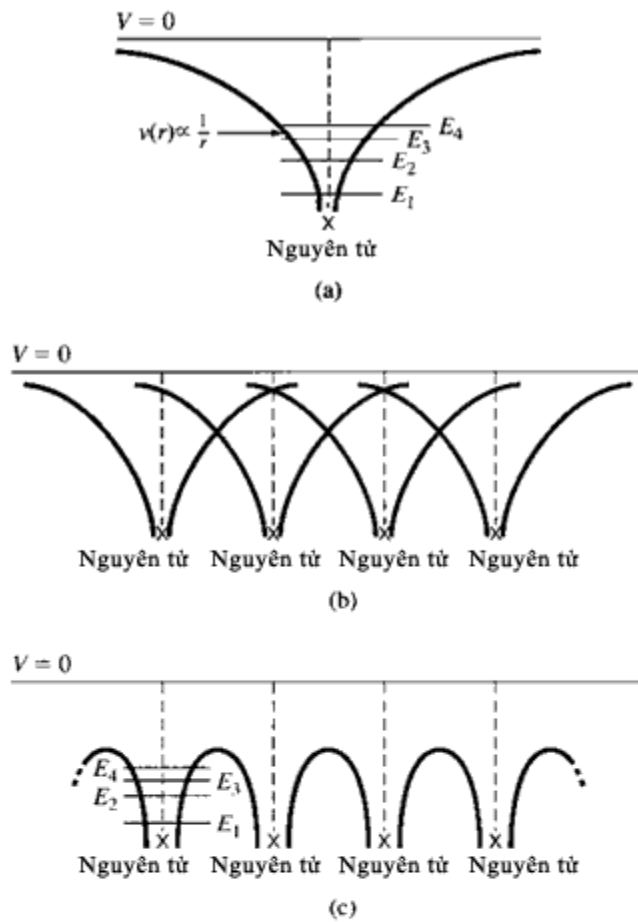 V = 0
v(r)∝ 1/r
E₄
E₃
E₂
E₁
X
Nguyên tử
(a)
V = 0
X X X X
Nguyên tử Nguyên tử Nguyên tử Nguyên tử
(b)
V = 0
E₄
E₃
E₂
E₁
X X X X
Nguyên tử Nguyên tử Nguyên tử Nguyên tử
(c)